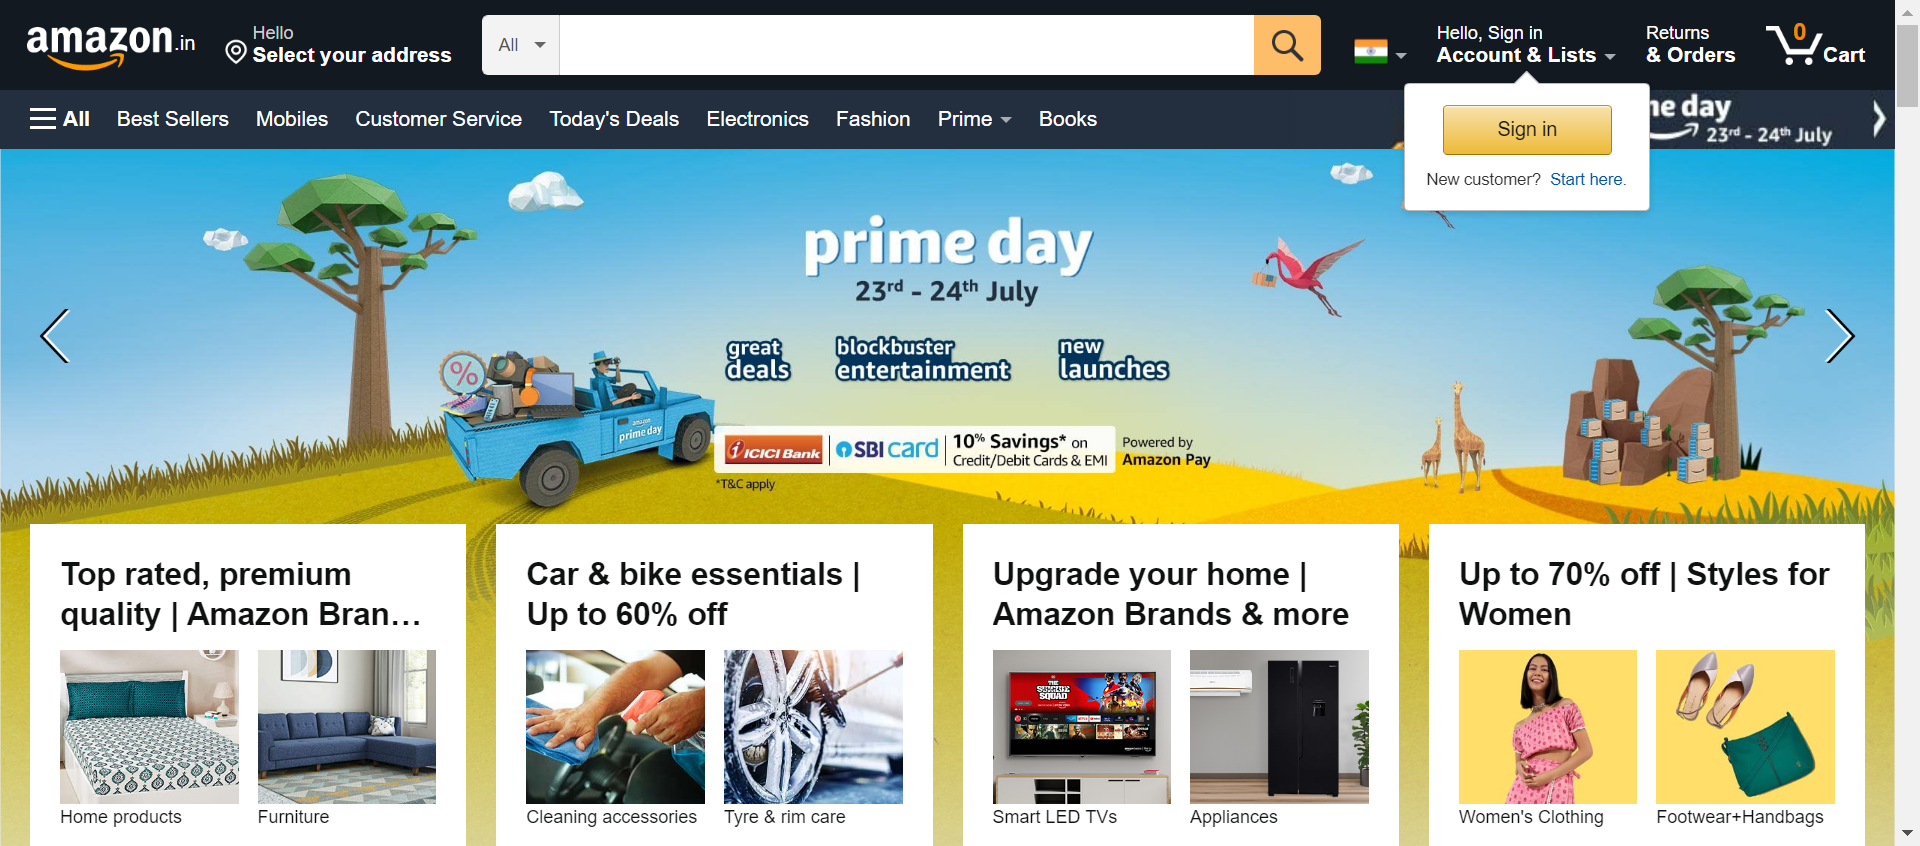 amazon.in
Hello
Select your address
All
Hello, Sign in
Account & Lists
Returns
& Orders
0
Cart
All
Best Sellers
Mobiles
Customer Service
Today's Deals
Electronics
Fashion
Prime
Books
day
23rd - 24th July
Sign in
New customer? Start here.
prime day
23rd - 24th July
great
deals
blockbuster
entertainment
new
launches
%
amazon
prime day
ICICI Bank
SBI card
10% Savings* on
Credit/Debit Cards & EMI
Powered by
Amazon Pay
*T&C apply
Top rated, premium
quality | Amazon Bran…
Home products
Furniture
Car & bike essentials |
Up to 60% off
Cleaning accessories
Tyre & rim care
Upgrade your home |
Amazon Brands & more
THE
SUICIDE
SQUAD
Smart LED TVs
Appliances
Up to 70% off | Styles for
Women
Women's Clothing
Footwear+Handbags